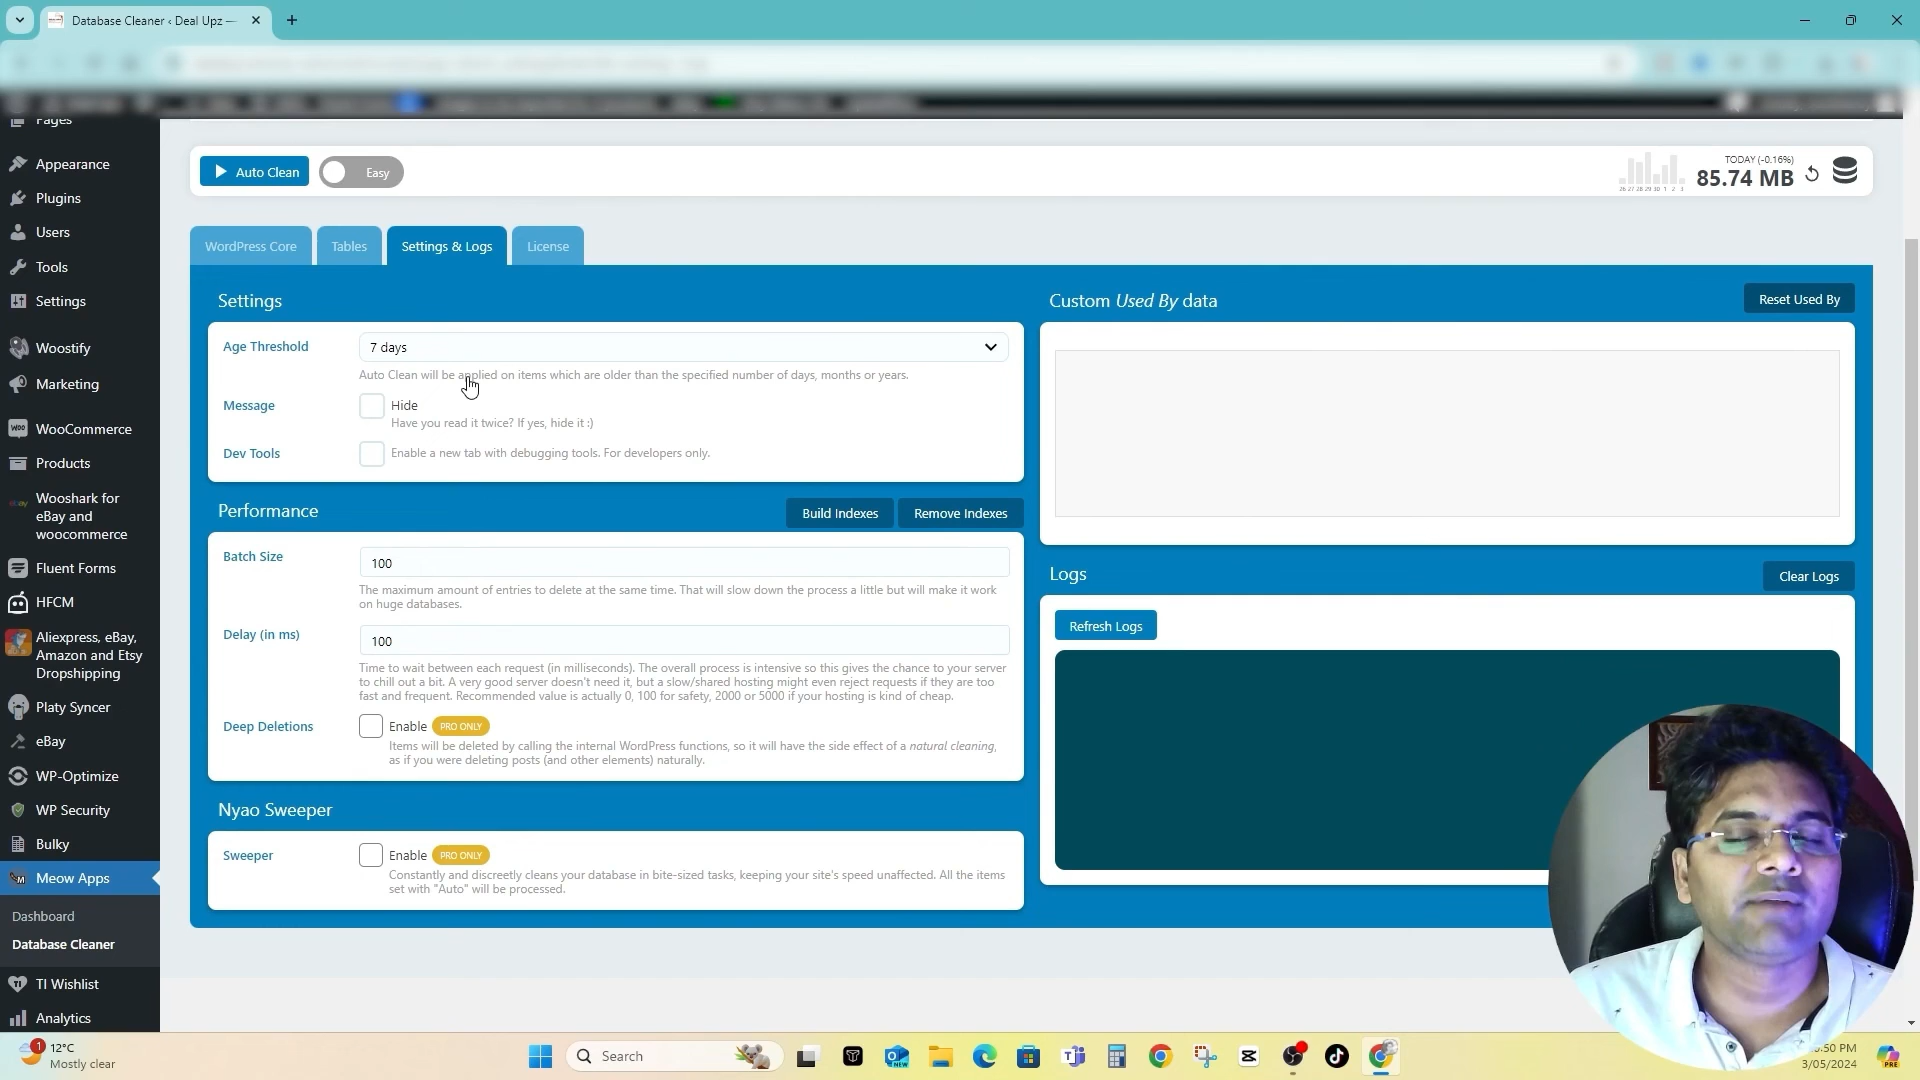 Database Cleaner ‹ Deal Upz —
Pages
Appearance
Plugins
Users
Tools
Settings
Woostify
Marketing
WooCommerce
Products
Wooshark for
eBay and
woocommerce
Fluent Forms
HFCM
Aliexpress, eBay,
Amazon and Etsy
Dropshipping
Platy Syncer
eBay
WP-Optimize
WP Security
Bulky
Meow Apps
Dashboard
Database Cleaner
TI Wishlist
Analytics
Auto Clean
Easy
TODAY (-0.16%)
85.74 MB
26 27 28 29 30 1 2 3
WordPress Core
Tables
Settings & Logs
License
Settings
Age Threshold
7 days
Auto Clean will be applied on items which are older than the specified number of days, months or years.
Message
Hide
Have you read it twice? If yes, hide it :)
Dev Tools
Enable a new tab with debugging tools. For developers only.
Performance
Build Indexes
Remove Indexes
Batch Size
100
The maximum amount of entries to delete at the same time. That will slow down the process a little but will make it work
on huge databases.
Delay (in ms)
100
Time to wait between each request (in milliseconds). The overall process is intensive so this gives the chance to your server
to chill out a bit. A very good server doesn't need it, but a slow/shared hosting might even reject requests if they are too
fast and frequent. Recommended value is actually 0, 100 for safety, 2000 or 5000 if your hosting is kind of cheap.
Deep Deletions
Enable PRO ONLY
Items will be deleted by calling the internal WordPress functions, so it will have the side effect of a natural cleaning,
as if you were deleting posts (and other elements) naturally.
Nyao Sweeper
Sweeper
Enable PRO ONLY
Constantly and discreetly cleans your database in bite-sized tasks, keeping your site's speed unaffected. All the items
set with "Auto" will be processed.
Custom Used By data
Reset Used By
Logs
Clear Logs
Refresh Logs
1
12°C
Mostly clear
Search
NEW
:50 PM
3/05/2024
PRE